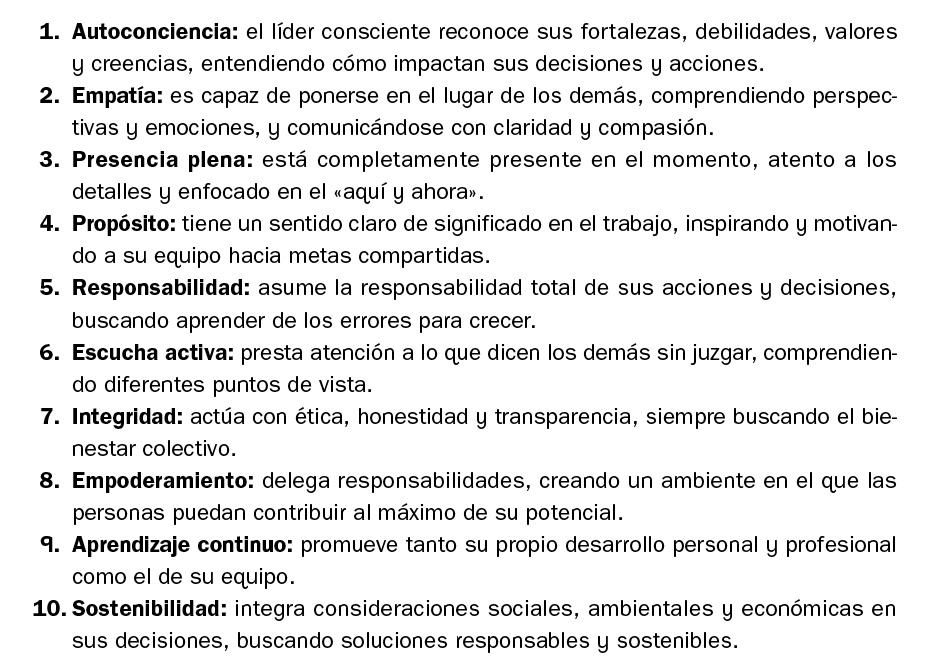 1. Autoconciencia: el líder consciente reconoce sus fortalezas, debilidades, valores
y creencias, entendiendo cómo impactan sus decisiones y acciones.
2. Empatía: es capaz de ponerse en el lugar de los demás, comprendiendo perspec-
tivas y emociones, y comunicándose con claridad y compasión.
3. Presencia plena: está completamente presente en el momento, atento a los
detalles y enfocado en el «aquí y ahora».
4. Propósito: tiene un sentido claro de significado en el trabajo, inspirando y motivan-
do a su equipo hacia metas compartidas.
5. Responsabilidad: asume la responsabilidad total de sus acciones y decisiones,
buscando aprender de los errores para crecer.
6. Escucha activa: presta atención a lo que dicen los demás sin juzgar, comprendien-
do diferentes puntos de vista.
7. Integridad: actúa con ética, honestidad y transparencia, siempre buscando el bie-
nestar colectivo.
8. Empoderamiento: delega responsabilidades, creando un ambiente en el que las
personas puedan contribuir al máximo de su potencial.
9. Aprendizaje continuo: promueve tanto su propio desarrollo personal y profesional
como el de su equipo.
10. Sostenibilidad: integra consideraciones sociales, ambientales y económicas en
sus decisiones, buscando soluciones responsables y sostenibles.